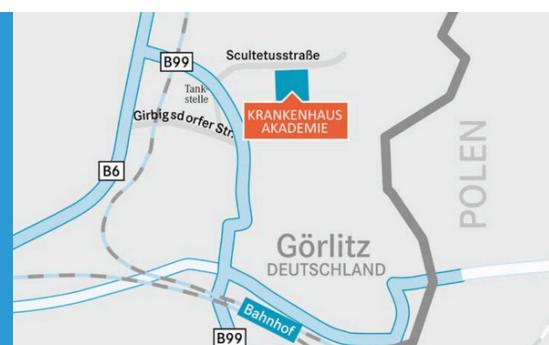 Scultetusstraße
B99
Tank-
stelle
KRANKENHAUS
AKADEMIE
Girbigsdorfer Str.
B6
POLEN
Görlitz
DEUTSCHLAND
Bahnhof
B99